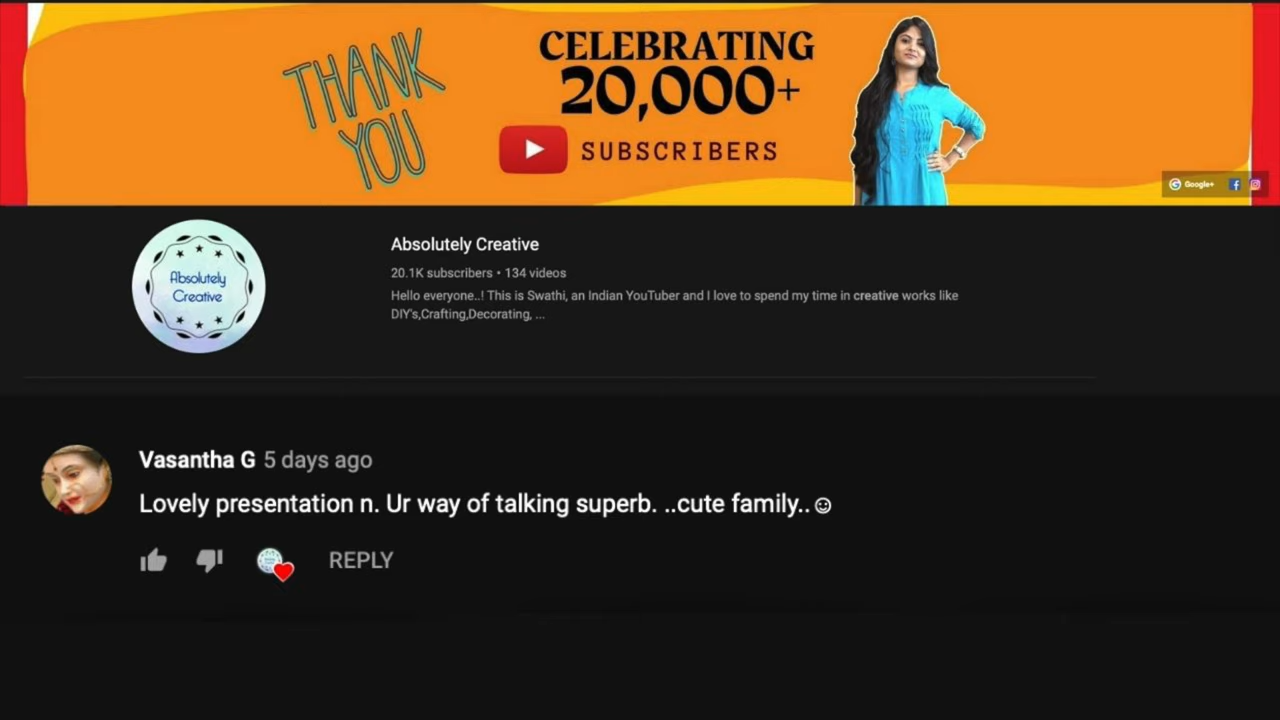 THANK
YOU
CELEBRATING
20,000+
SUBSCRIBERS
Google+
Absolutely
Creative
Absolutely Creative
20.1K subscribers • 134 videos
Hello everyone..! This is Swathi, an Indian YouTuber and I love to spend my time in creative works like
DIY's,Crafting,Decorating, ...
Vasantha G 5 days ago
Lovely presentation n. Ur way of talking superb. ..cute family..☺
REPLY